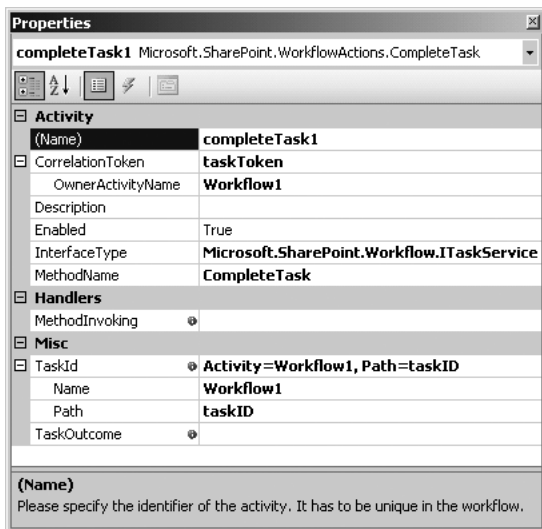 Properties
completeTask1 Microsoft.SharePoint.WorkflowActions.CompleteTask
Activity
(Name) completeTask1
CorrelationToken taskToken
OwnerActivityName Workflow1
Description
Enabled True
InterfaceType Microsoft.SharePoint.Workflow.ITaskService
MethodName CompleteTask
Handlers
MethodInvoking
Misc
TaskId Activity=Workflow1, Path=taskID
Name Workflow1
Path taskID
TaskOutcome
(Name)
Please specify the identifier of the activity. It has to be unique in the workflow.